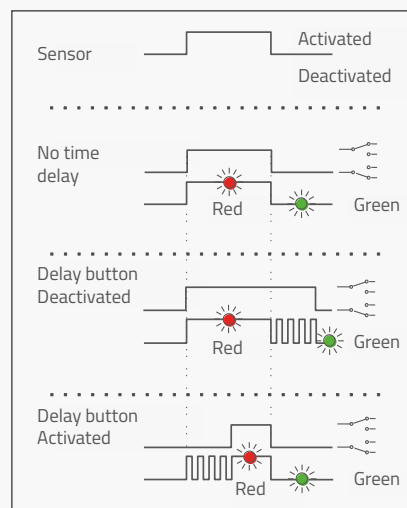 Sensor
Activated
Deactivated
No time
delay
Red
Green
Delay button
Deactivated
Red
Green
Delay button
Activated
Red
Green